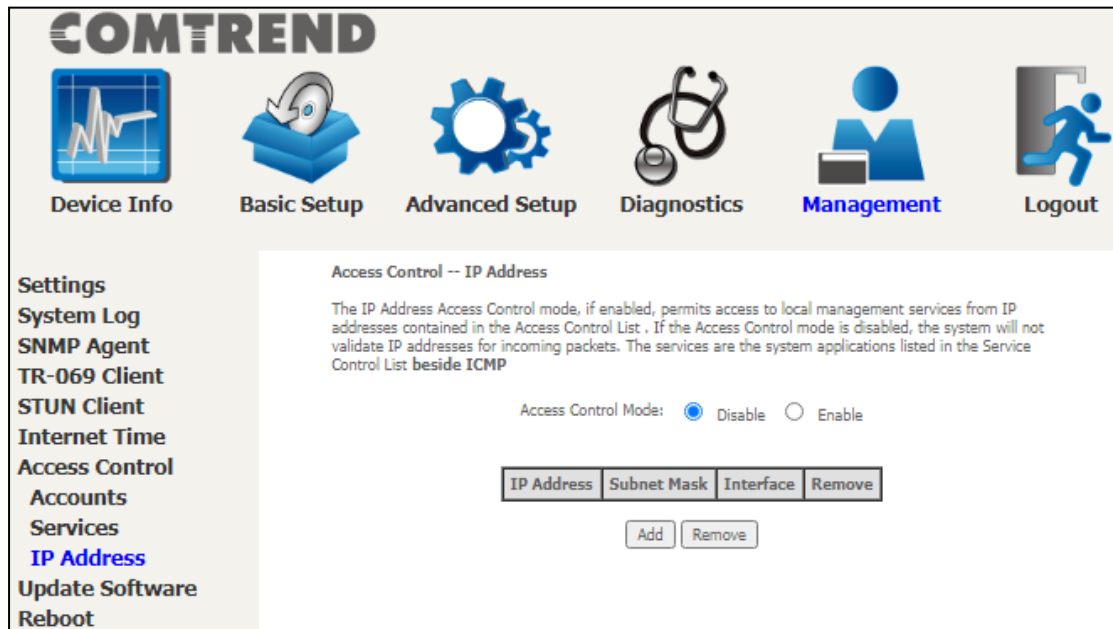 COMTREND
Device Info
Basic Setup
Advanced Setup
Diagnostics
Management
Logout
Settings
System Log
SNMP Agent
TR-069 Client
STUN Client
Internet Time
Access Control
Accounts
Services
IP Address
Update Software
Reboot
Access Control -- IP Address
The IP Address Access Control mode, if enabled, permits access to local management services from IP
addresses contained in the Access Control List . If the Access Control mode is disabled, the system will not
validate IP addresses for incoming packets. The services are the system applications listed in the Service
Control List beside ICMP
Access Control Mode: Disable Enable
IP Address Subnet Mask Interface Remove
Add Remove